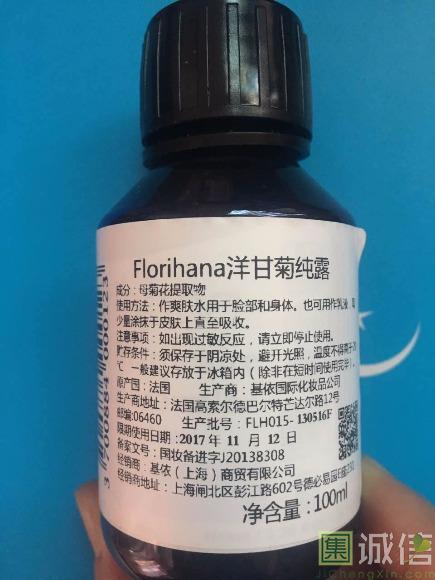 Florihana洋甘菊纯露
成分：母菊花提取物
使用方法：作爽肤水用于脸部和身体。也可用作乳液
少量涂抹于皮肤上直至吸收。
注意事项：如出现过敏反应，请立即停止使用。
贮存条件：须保存于阴凉处，避开光照，温度不得高于
℃ 一般建议存放于冰箱内（除非在短时间使用完毕）。
原产国：法国 生产商：基依国际化妆品公司
生产商地址：法国高索尔德巴尔特芒达尔路12号
邮编:06460 生产批号：FLH015-130516F
限期使用日期:2017 年 11 月 12 日
备案文号：国妆备进字J20138308
经销商：基依（上海）商贸有限公司
经销商地址：上海闸北区彭江路602号德必易园
净含量：100ml
集诚信
jichengxin.com